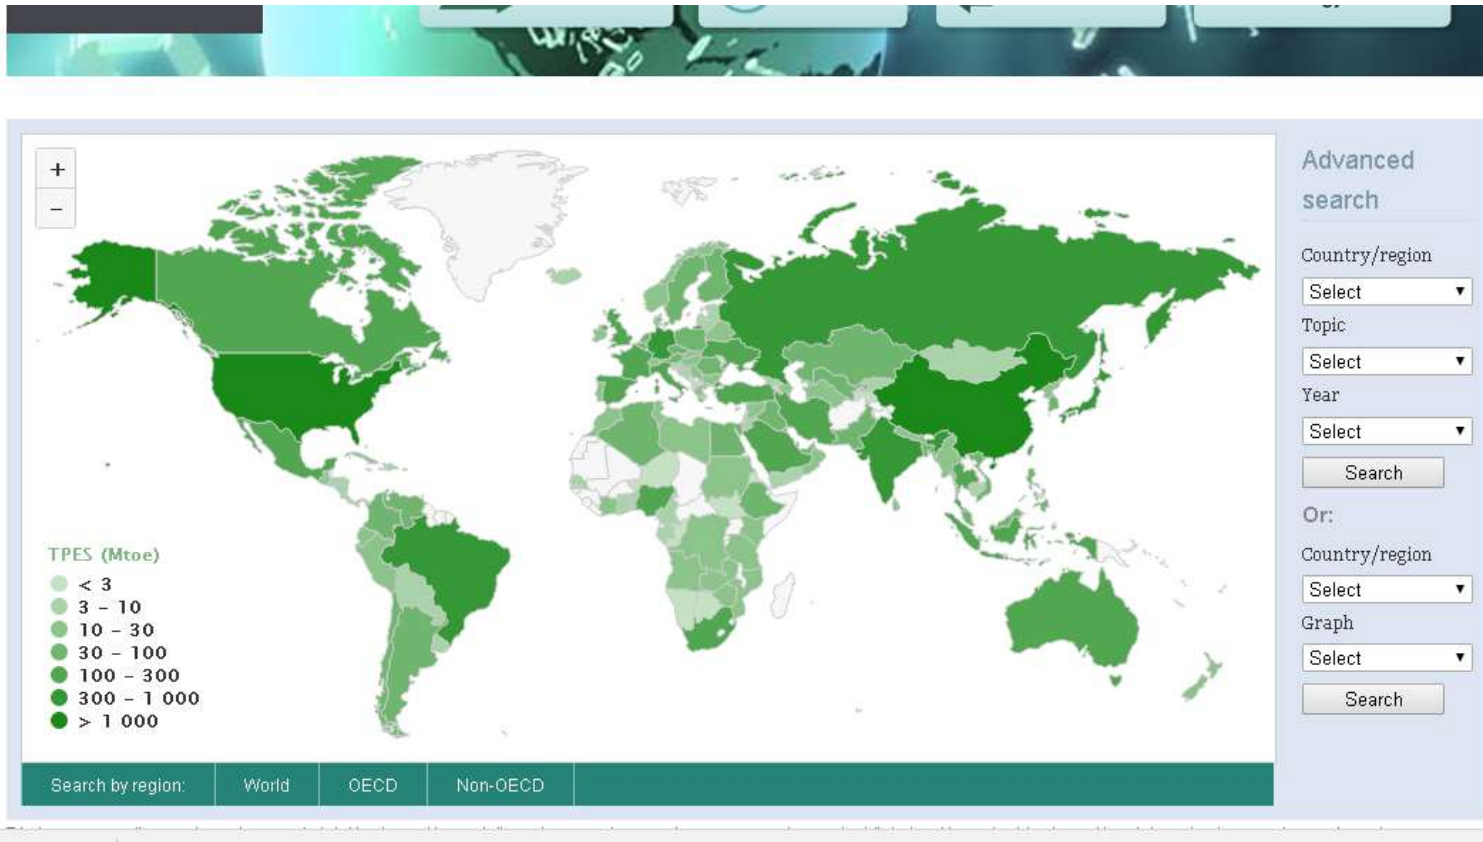 +
−
TPES (Mtoe)
< 3
3 – 10
10 – 30
30 – 100
100 – 300
300 – 1 000
> 1 000
Search by region:
World
OECD
Non-OECD
Advanced
search
Country/region
Select
Topic
Select
Year
Select
Search
Or:
Country/region
Select
Graph
Select
Search